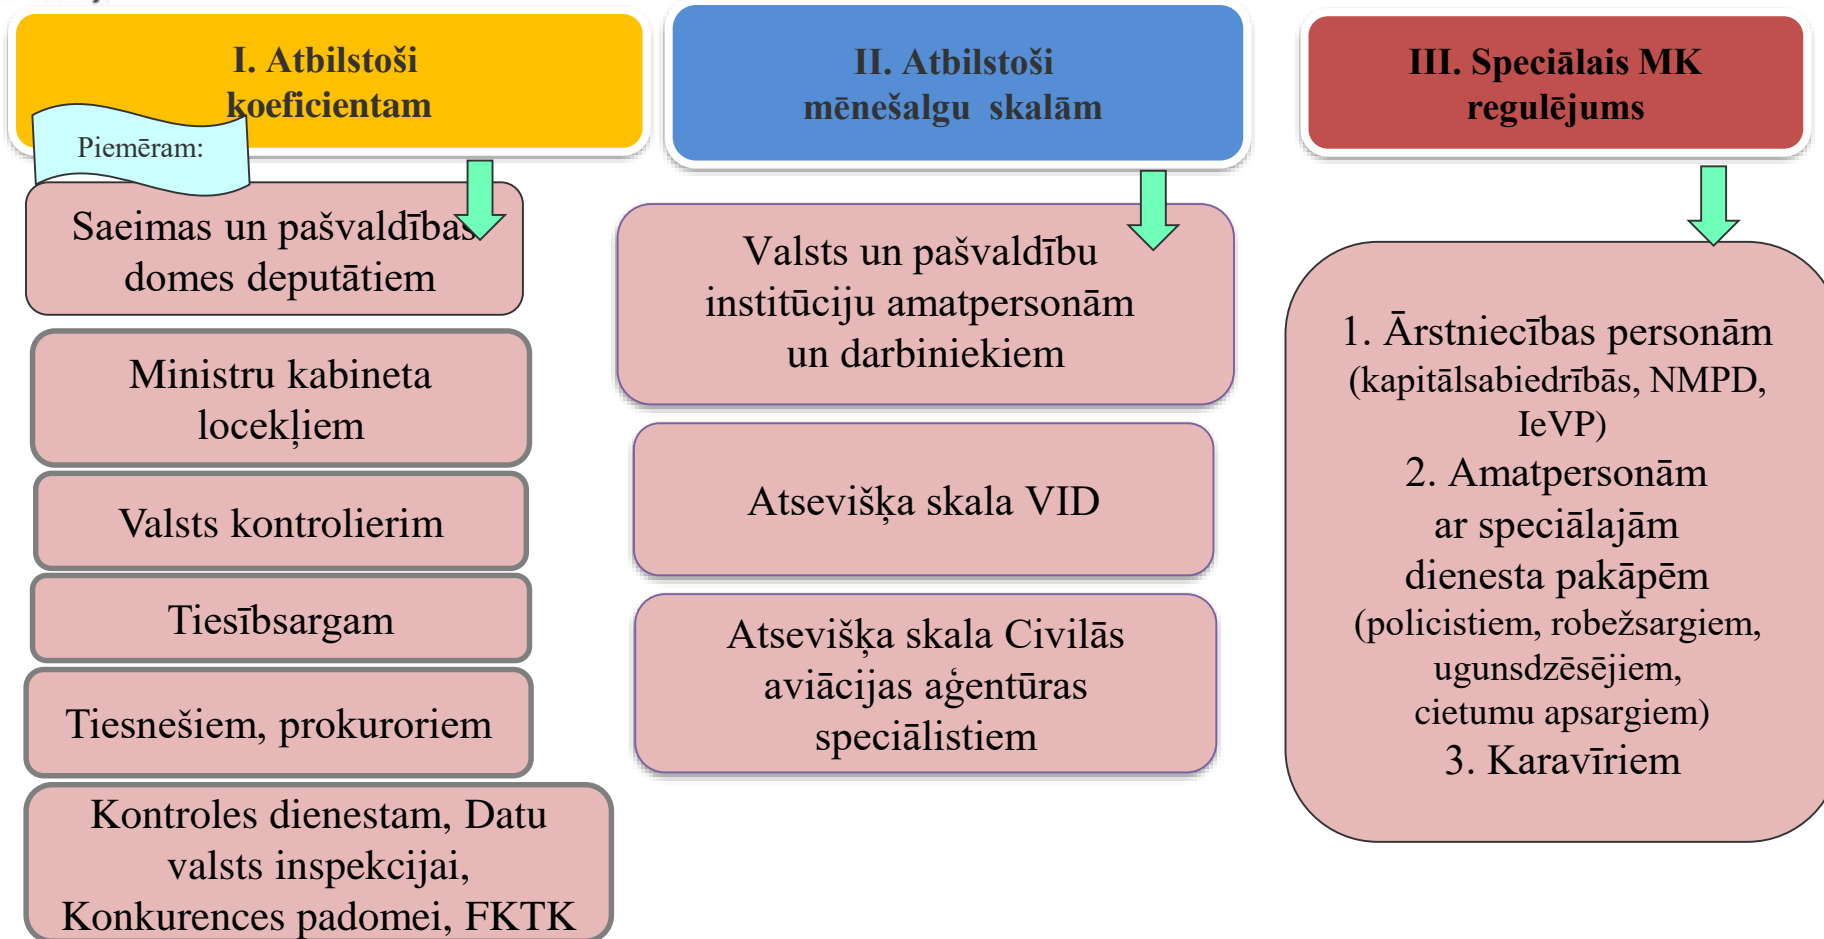 I. Atbilstoši
koeficientam
Piemēram:
Saeimas un pašvaldības
domes deputātiem
Ministru kabineta
locekļiem
Valsts kontrolierim
Tiesībsargam
Tiesnešiem, prokuroriem
Kontroles dienestam, Datu
valsts inspekcijai,
Konkurences padomei, FKTK
II. Atbilstoši
mēnešalgu skalām
Valsts un pašvaldību
institūciju amatpersonām
un darbiniekiem
Atsevišķa skala VID
Atsevišķa skala Civilās
aviācijas aģentūras
speciālistiem
III. Speciālais MK
regulējums
1. Ārstniecības personām
(kapitālsabiedrībās, NMPD,
IeVP)
2. Amatpersonām
ar speciālajām
dienesta pakāpēm
(policistiem, robežsargiem,
ugunsdzēsējiem,
cietumu apsargiem)
3. Karavīriem